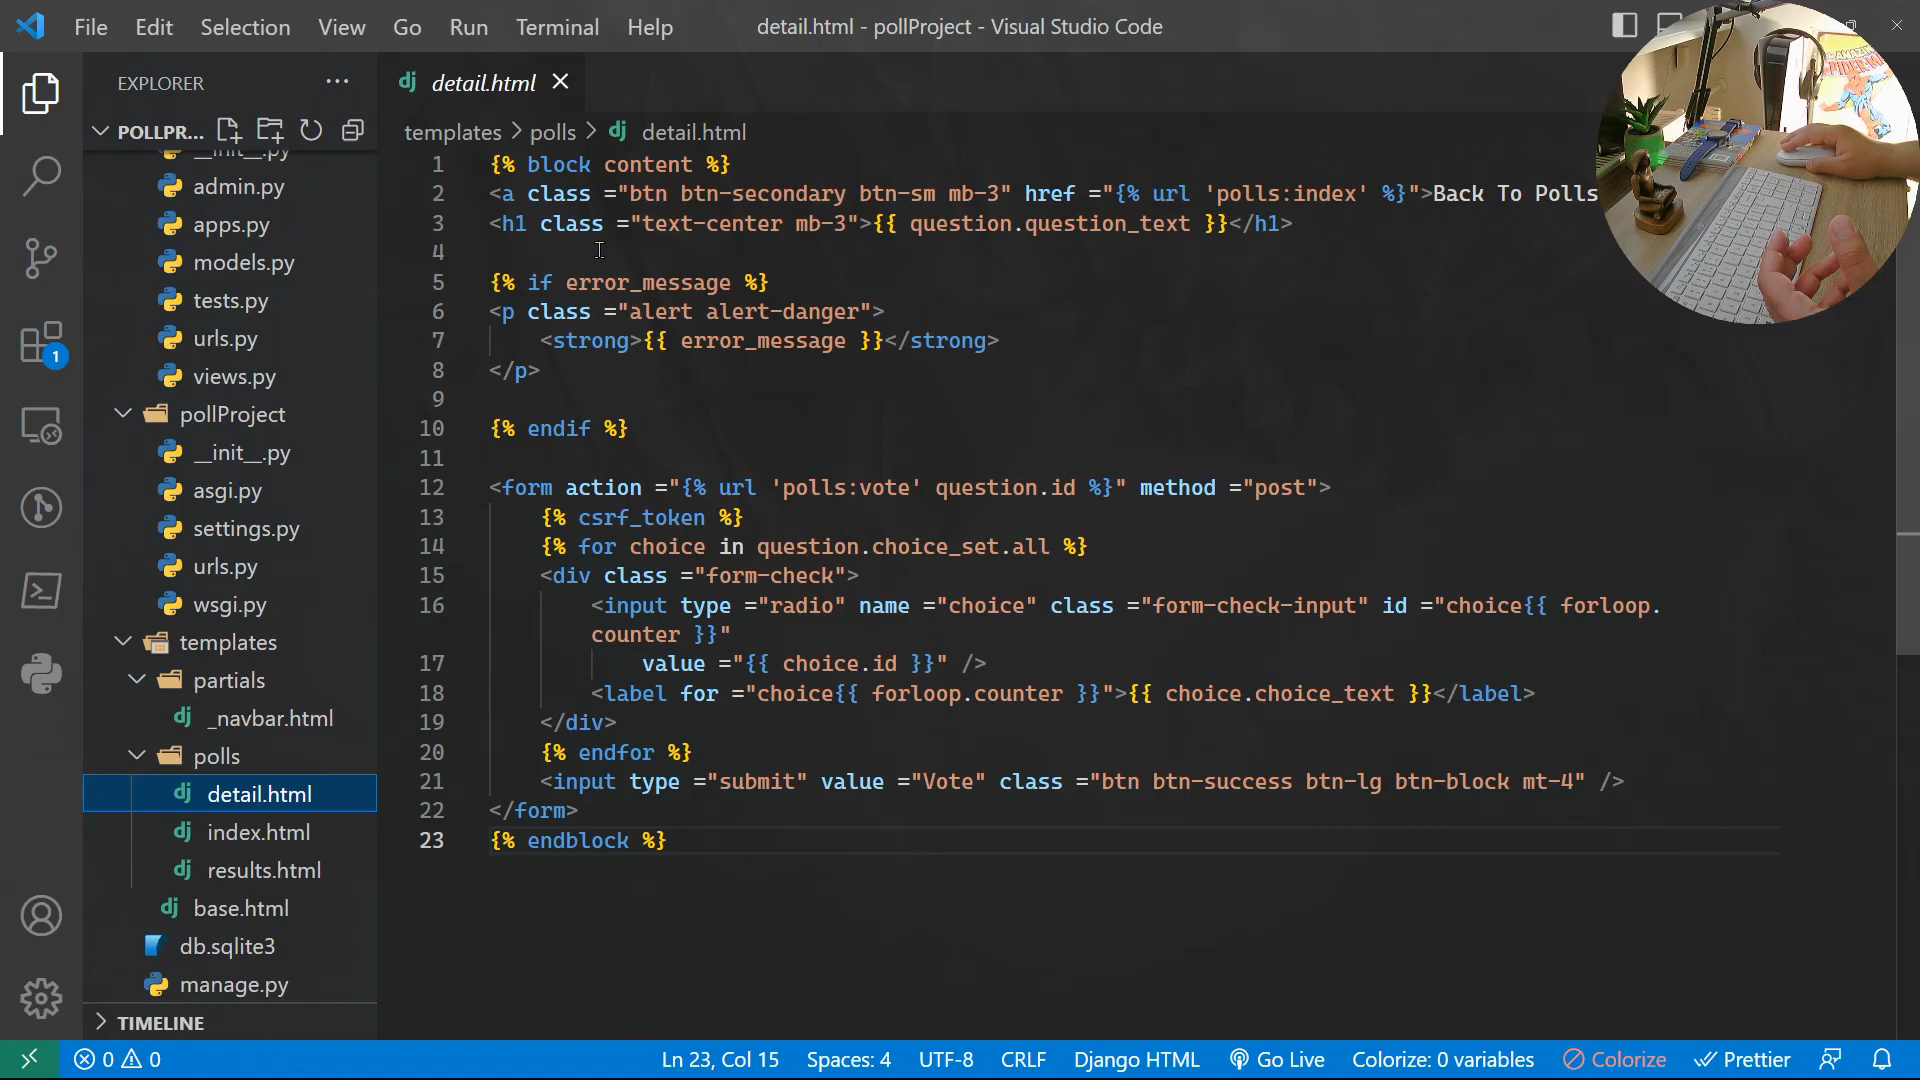 File Edit Selection View Go Run Terminal Help
detail.html - pollProject - Visual Studio Code
EXPLORER
POLLPR...
__init__.py
admin.py
apps.py
models.py
tests.py
urls.py
views.py
pollProject
__init__.py
asgi.py
settings.py
urls.py
wsgi.py
templates
partials
_navbar.html
polls
detail.html
index.html
results.html
base.html
db.sqlite3
manage.py
TIMELINE
1
detail.html
templates > polls > detail.html
1 {% block content %}
2 <a class ="btn btn-secondary btn-sm mb-3" href ="{% url 'polls:index' %}">Back To Polls
3 <h1 class ="text-center mb-3">{{ question.question_text }}</h1>
4
5 {% if error_message %}
6 <p class ="alert alert-danger">
7 <strong>{{ error_message }}</strong>
8 </p>
9
10 {% endif %}
11
12 <form action ="{% url 'polls:vote' question.id %}" method ="post">
13 {% csrf_token %}
14 {% for choice in question.choice_set.all %}
15 <div class ="form-check">
16 <input type ="radio" name ="choice" class ="form-check-input" id ="choice{{ forloop.
counter }}"
17 value ="{{ choice.id }}" />
18 <label for ="choice{{ forloop.counter }}">{{ choice.choice_text }}</label>
19 </div>
20 {% endfor %}
21 <input type ="submit" value ="Vote" class ="btn btn-success btn-lg btn-block mt-4" />
22 </form>
23 {% endblock %}
0 0 Ln 23, Col 15 Spaces: 4 UTF-8 CRLF Django HTML Go Live Colorize: 0 variables Colorize Prettier